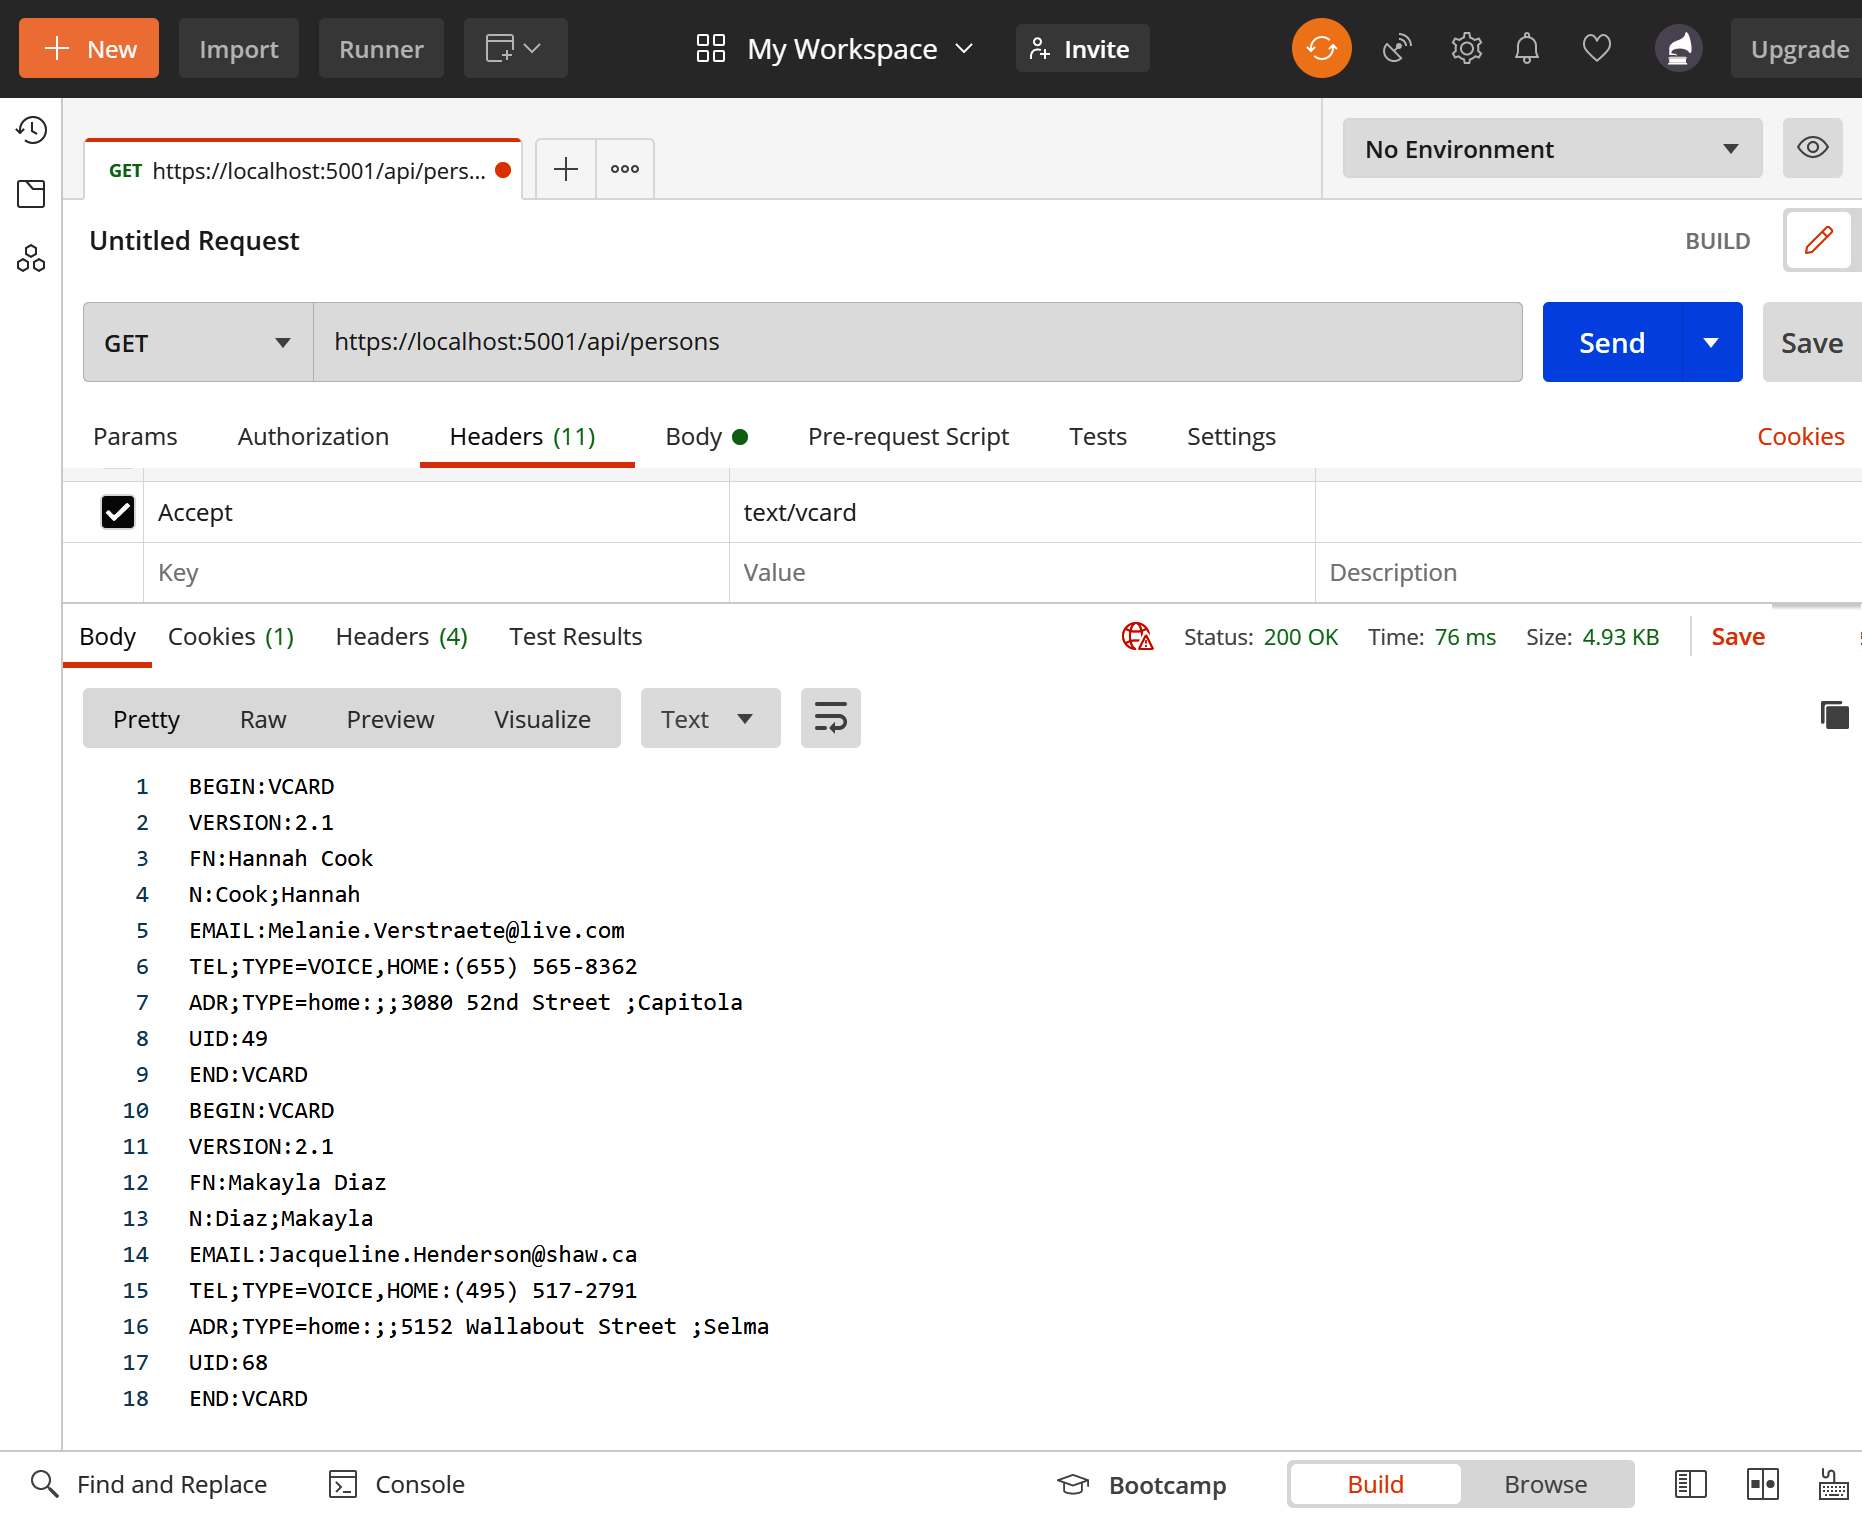 New
Import
Runner
My Workspace
Invite
Upgrade
GET https://localhost:5001/api/pers...
No Environment
Untitled Request
BUILD
GET
https://localhost:5001/api/persons
Send
Save
Params
Authorization
Headers (11)
Body
Pre-request Script
Tests
Settings
Cookies
Accept
text/vcard
Key
Value
Description
Body
Cookies (1)
Headers (4)
Test Results
Status: 200 OK
Time: 76 ms
Size: 4.93 KB
Save
Pretty
Raw
Preview
Visualize
Text
1 BEGIN:VCARD
2 VERSION:2.1
3 FN:Hannah Cook
4 N:Cook;Hannah
5 EMAIL:Melanie.Verstraete@live.com
6 TEL;TYPE=VOICE,HOME:(655) 565-8362
7 ADR;TYPE=home:;;3080 52nd Street ;Capitola
8 UID:49
9 END:VCARD
10 BEGIN:VCARD
11 VERSION:2.1
12 FN:Makayla Diaz
13 N:Diaz;Makayla
14 EMAIL:Jacqueline.Henderson@shaw.ca
15 TEL;TYPE=VOICE,HOME:(495) 517-2791
16 ADR;TYPE=home:;;5152 Wallabout Street ;Selma
17 UID:68
18 END:VCARD
Find and Replace
Console
Bootcamp
Build
Browse